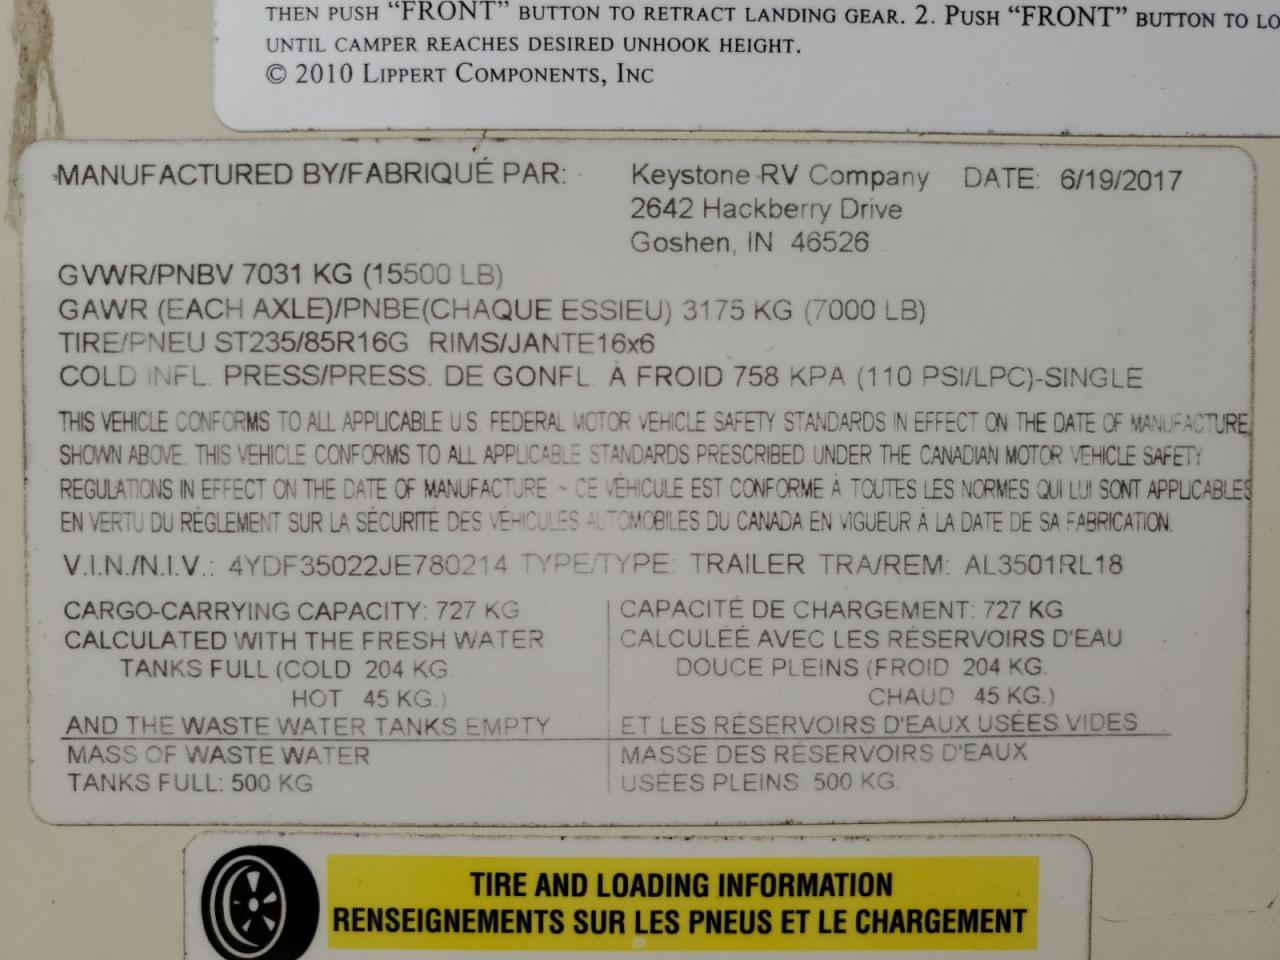 THEN PUSH "FRONT" BUTTON TO RETRACT LANDING GEAR. 2. PUSH "FRONT" BUTTON TO LO
UNTIL CAMPER REACHES DESIRED UNHOOK HEIGHT.
© 2010 LIPPERT COMPONENTS, INC
MANUFACTURED BY/FABRIQUÉ PAR: Keystone RV Company DATE: 6/19/2017
2642 Hackberry Drive
Goshen, IN 46526
GVWR/PNBV 7031 KG (15500 LB)
GAWR (EACH AXLE)/PNBE(CHAQUE ESSIEU) 3175 KG (7000 LB)
TIRE/PNEU ST235/85R16G RIMS/JANTE16x6
COLD INFL. PRESS/PRESS. DE GONFL. À FROID 758 KPA (110 PSI/LPC)-SINGLE
THIS VEHICLE CONFORMS TO ALL APPLICABLE U.S. FEDERAL MOTOR VEHICLE SAFETY STANDARDS IN EFFECT ON THE DATE OF MANUFACTURE
SHOWN ABOVE. THIS VEHICLE CONFORMS TO ALL APPLICABLE STANDARDS PRESCRIBED UNDER THE CANADIAN MOTOR VEHICLE SAFETY
REGULATIONS IN EFFECT ON THE DATE OF MANUFACTURE ~ CE VÉHICULE EST CONFORME À TOUTES LES NORMES QUI LUI SONT APPLICABLES
EN VERTU DU RÉGLEMENT SUR LA SÉCURITÉ DES VÉHICULES AUTOMOBILES DU CANADA EN VIGUEUR À LA DATE DE SA FABRICATION.
V.I.N./N.I.V.: 4YDF35022JE780214 TYPE/TYPE: TRAILER TRA/REM: AL3501RL18
CARGO-CARRYING CAPACITY: 727 KG
CALCULATED WITH THE FRESH WATER
TANKS FULL (COLD 204 KG.
HOT 45 KG.)
AND THE WASTE WATER TANKS EMPTY
MASS OF WASTE WATER
TANKS FULL: 500 KG
CAPACITÉ DE CHARGEMENT: 727 KG
CALCULÉÉ AVEC LES RÉSERVOIRS D'EAU
DOUCE PLEINS (FROID 204 KG.
CHAUD 45 KG.)
ET LES RÉSERVOIRS D'EAUX USÉES VIDES
MASSE DES RÉSERVOIRS D'EAUX
USÉES PLEINS 500 KG.
TIRE AND LOADING INFORMATION
RENSEIGNEMENTS SUR LES PNEUS ET LE CHARGEMENT